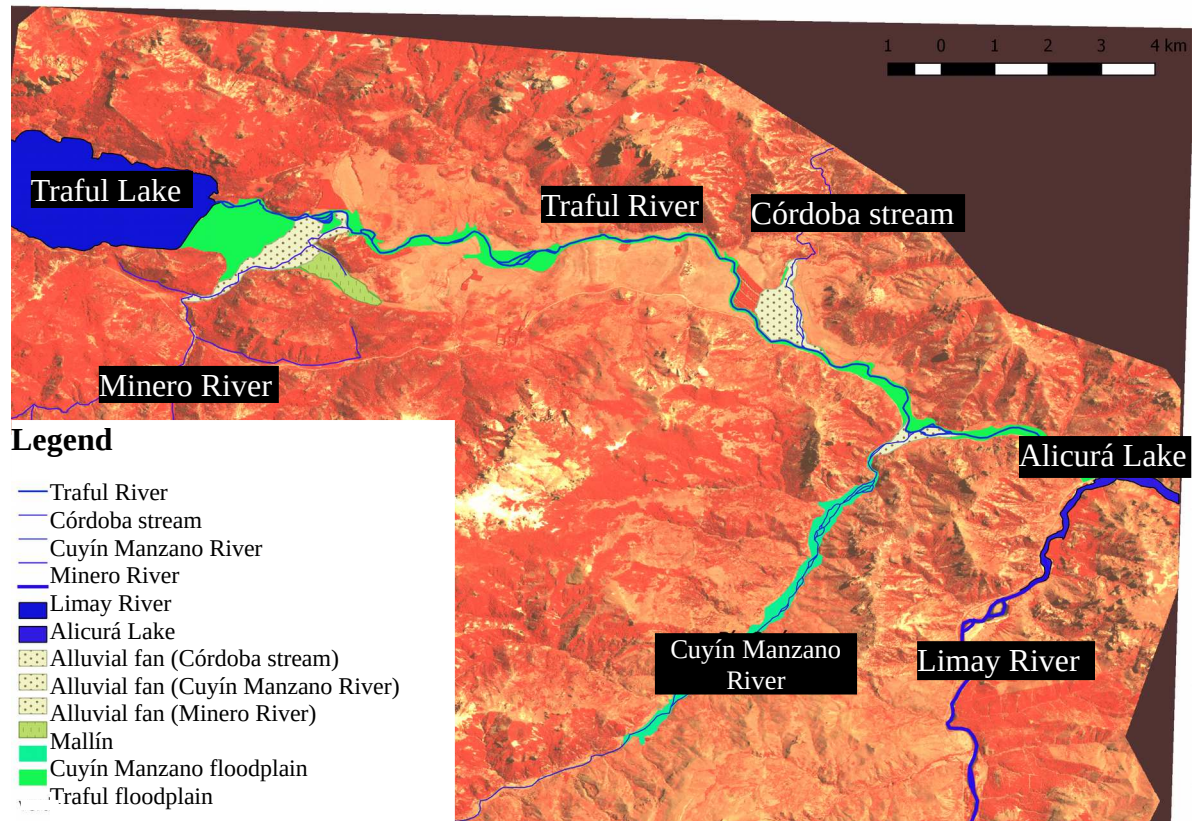 1 0 1 2 3 4 km
Traful Lake
Traful River
Córdoba stream
Minero River
Alicurá Lake
Cuyín Manzano
River
Limay River
Legend
Traful River
Córdoba stream
Cuyín Manzano River
Minero River
Limay River
Alicurá Lake
Alluvial fan (Córdoba stream)
Alluvial fan (Cuyín Manzano River)
Alluvial fan (Minero River)
Mallín
Cuyín Manzano floodplain
Traful floodplain